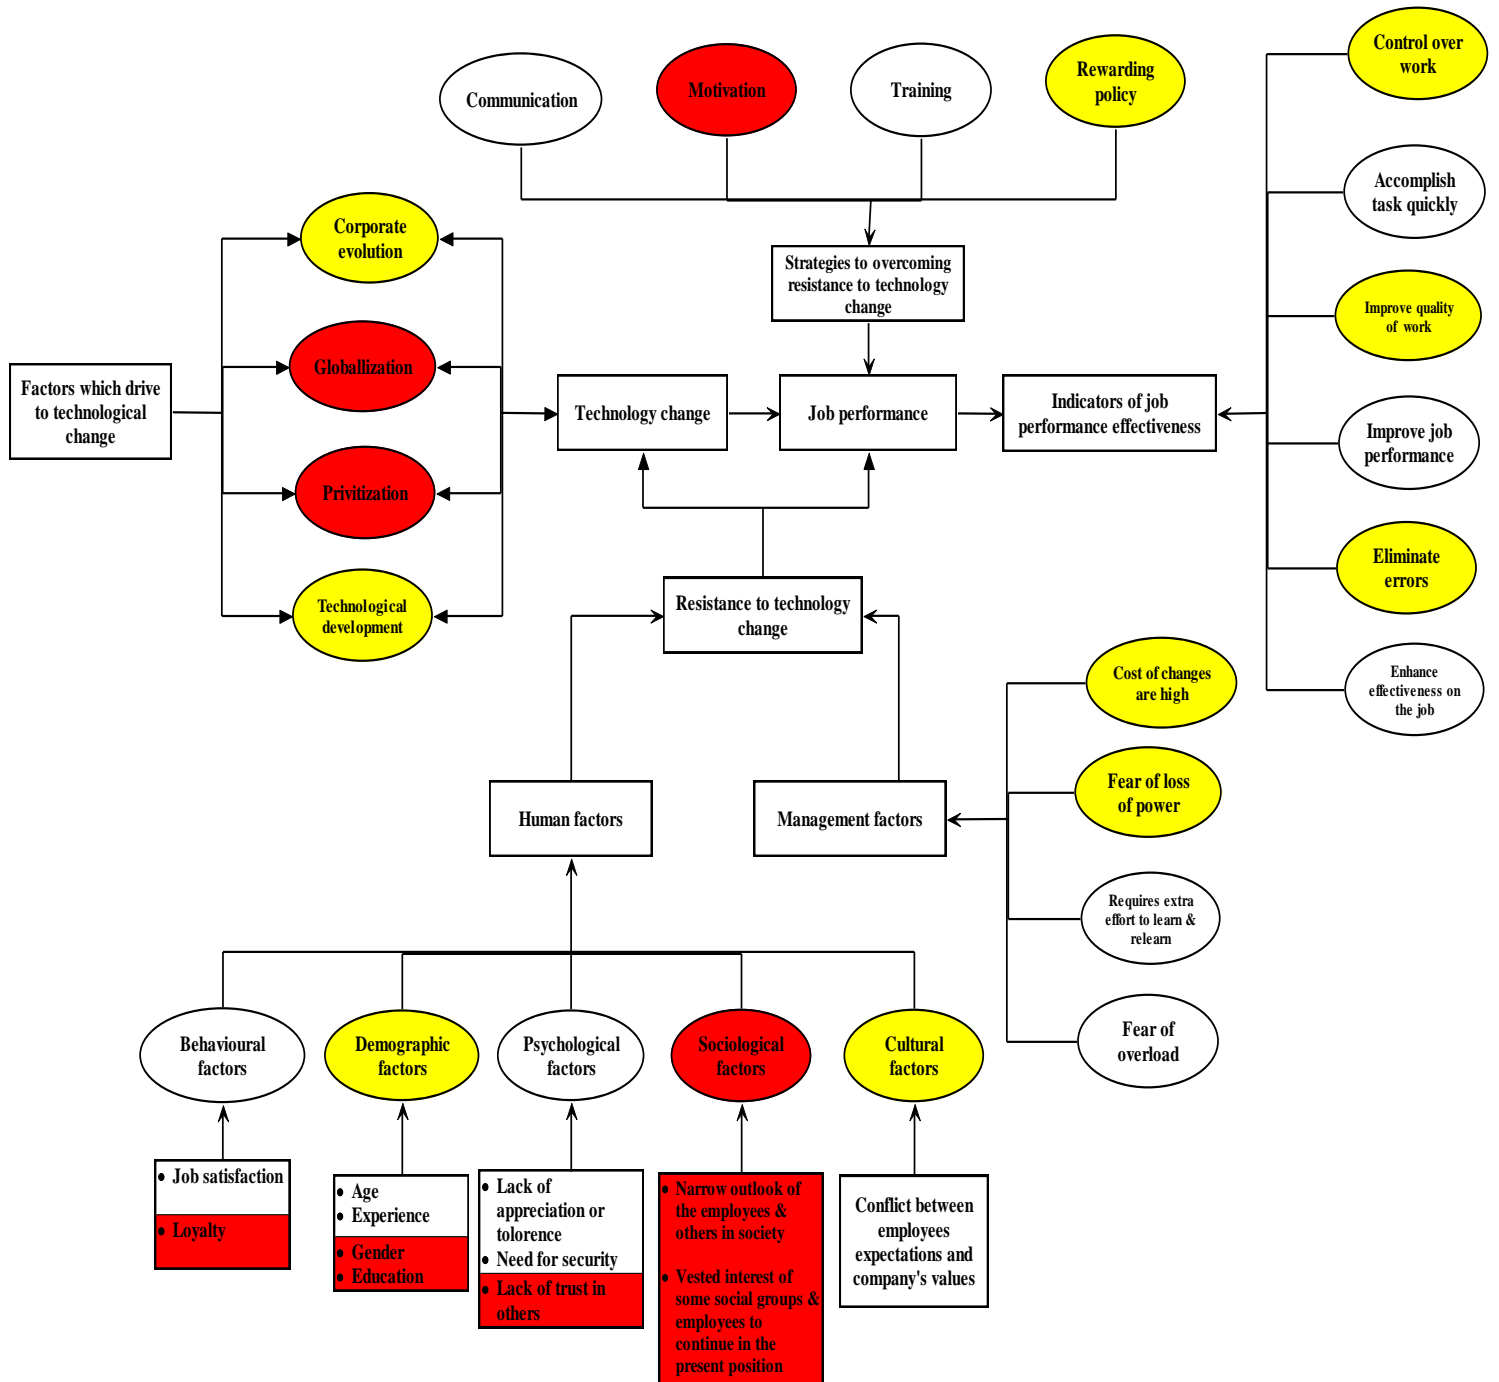 Communication
Motivation
Training
Rewarding
policy
Control over
work
Accomplish
task quickly
Corporate
evolution
Strategies to overcoming
resistance to technology
change
Improve quality
of work
Factors which drive
to technological
change
Globallization
Technology change
Job performance
Indicators of job
performance effectiveness
Improve job
performance
Privitization
Eliminate
errors
Technological
development
Resistance to technology
change
Enhance
effectiveness on
the job
Cost of changes
are high
Fear of loss
of power
Human factors
Management factors
Requires extra
effort to learn &
relearn
Fear of
overload
Behavioural
factors
Demographic
factors
Psychological
factors
Sociological
factors
Cultural
factors
• Job satisfaction
• Loyalty
• Age
• Experience
• Gender
• Education
• Lack of
appreciation or
tolorence
• Need for security
• Lack of trust in
others
• Narrow outlook of
the employees &
others in society
• Vested interest of
some social groups &
employees to
continue in the
present position
Conflict between
employees
expectations and
company's values